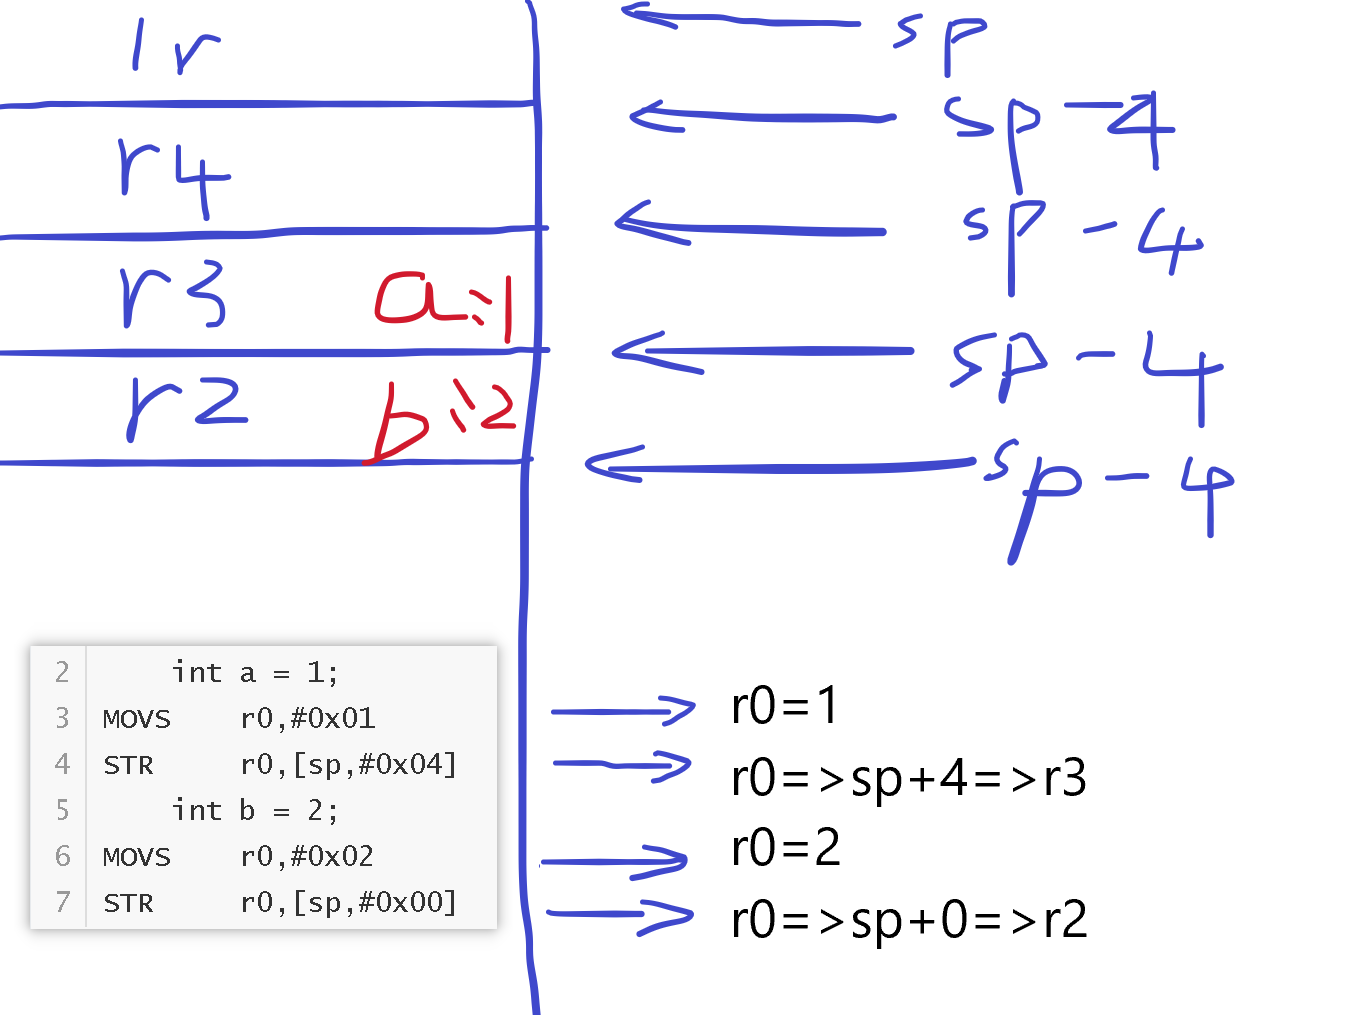 lr
sp
sp-4
r4
sp-4
r3 a:1
sp-4
r2 b:2
sp-4
2 int a = 1;
3 MOVS r0,#0x01
r0=1
4 STR r0,[sp,#0x04]
r0=>sp+4=>r3
5 int b = 2;
6 MOVS r0,#0x02
r0=2
7 STR r0,[sp,#0x00]
r0=>sp+0=>r2